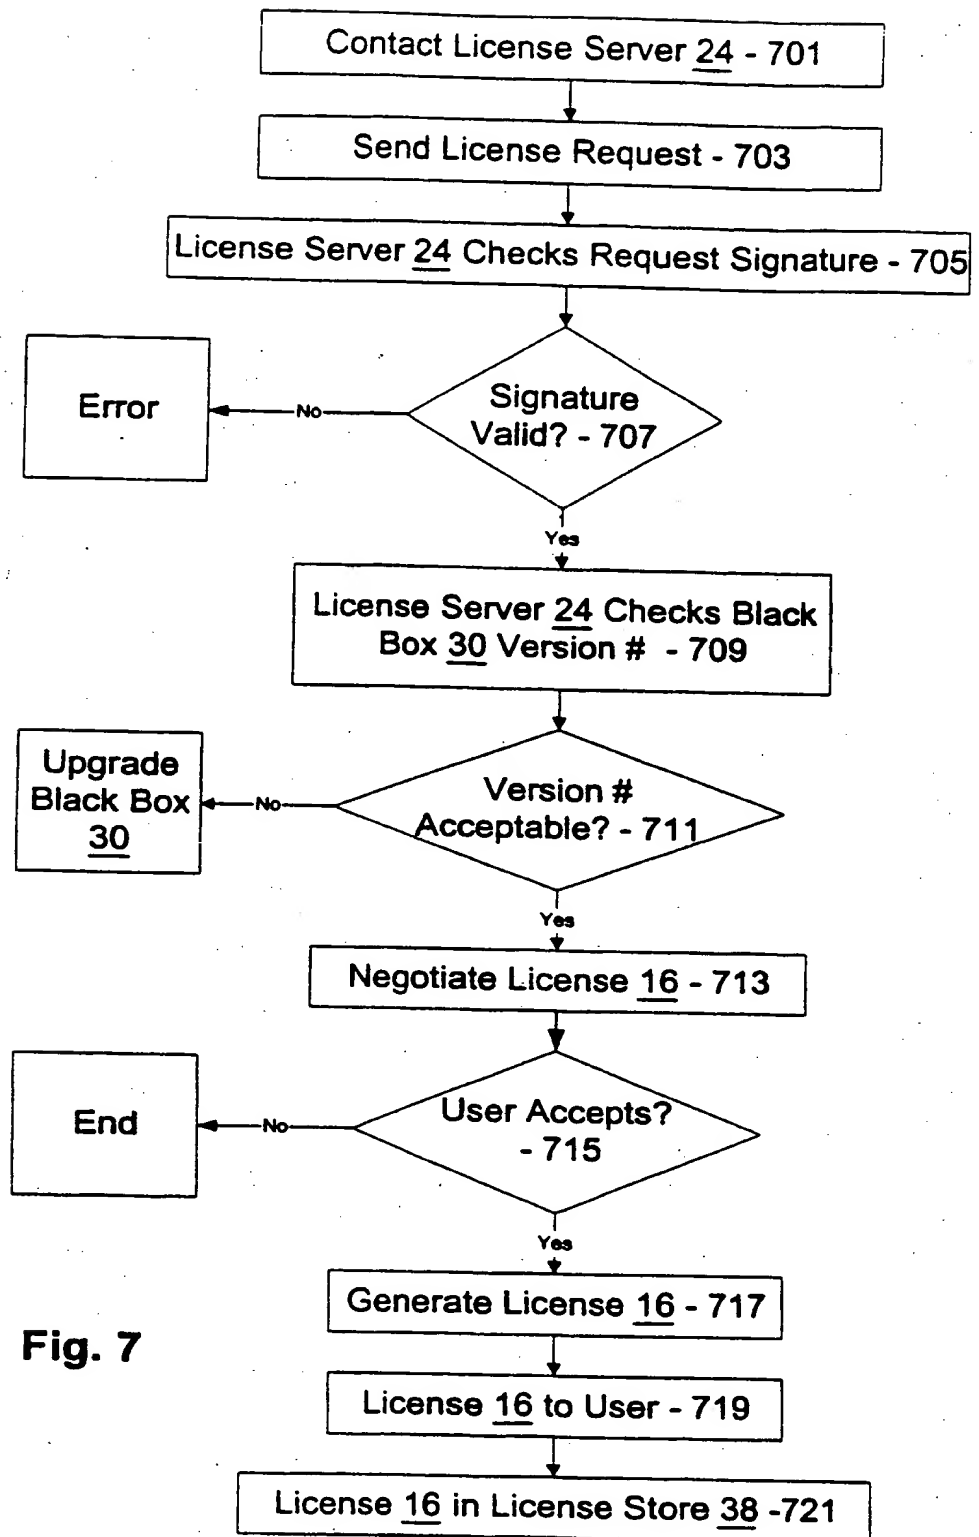 Contact License Server 24 - 701
Send License Request - 703
License Server 24 Checks Request Signature - 705
Signature
Valid? - 707
No
Error
Yes
License Server 24 Checks Black
Box 30 Version # - 709
Version #
Acceptable? - 711
No
Upgrade
Black Box
30
Yes
Negotiate License 16 - 713
User Accepts?
- 715
No
End
Yes
Generate License 16 - 717
License 16 to User - 719
License 16 in License Store 38 -721
Fig. 7